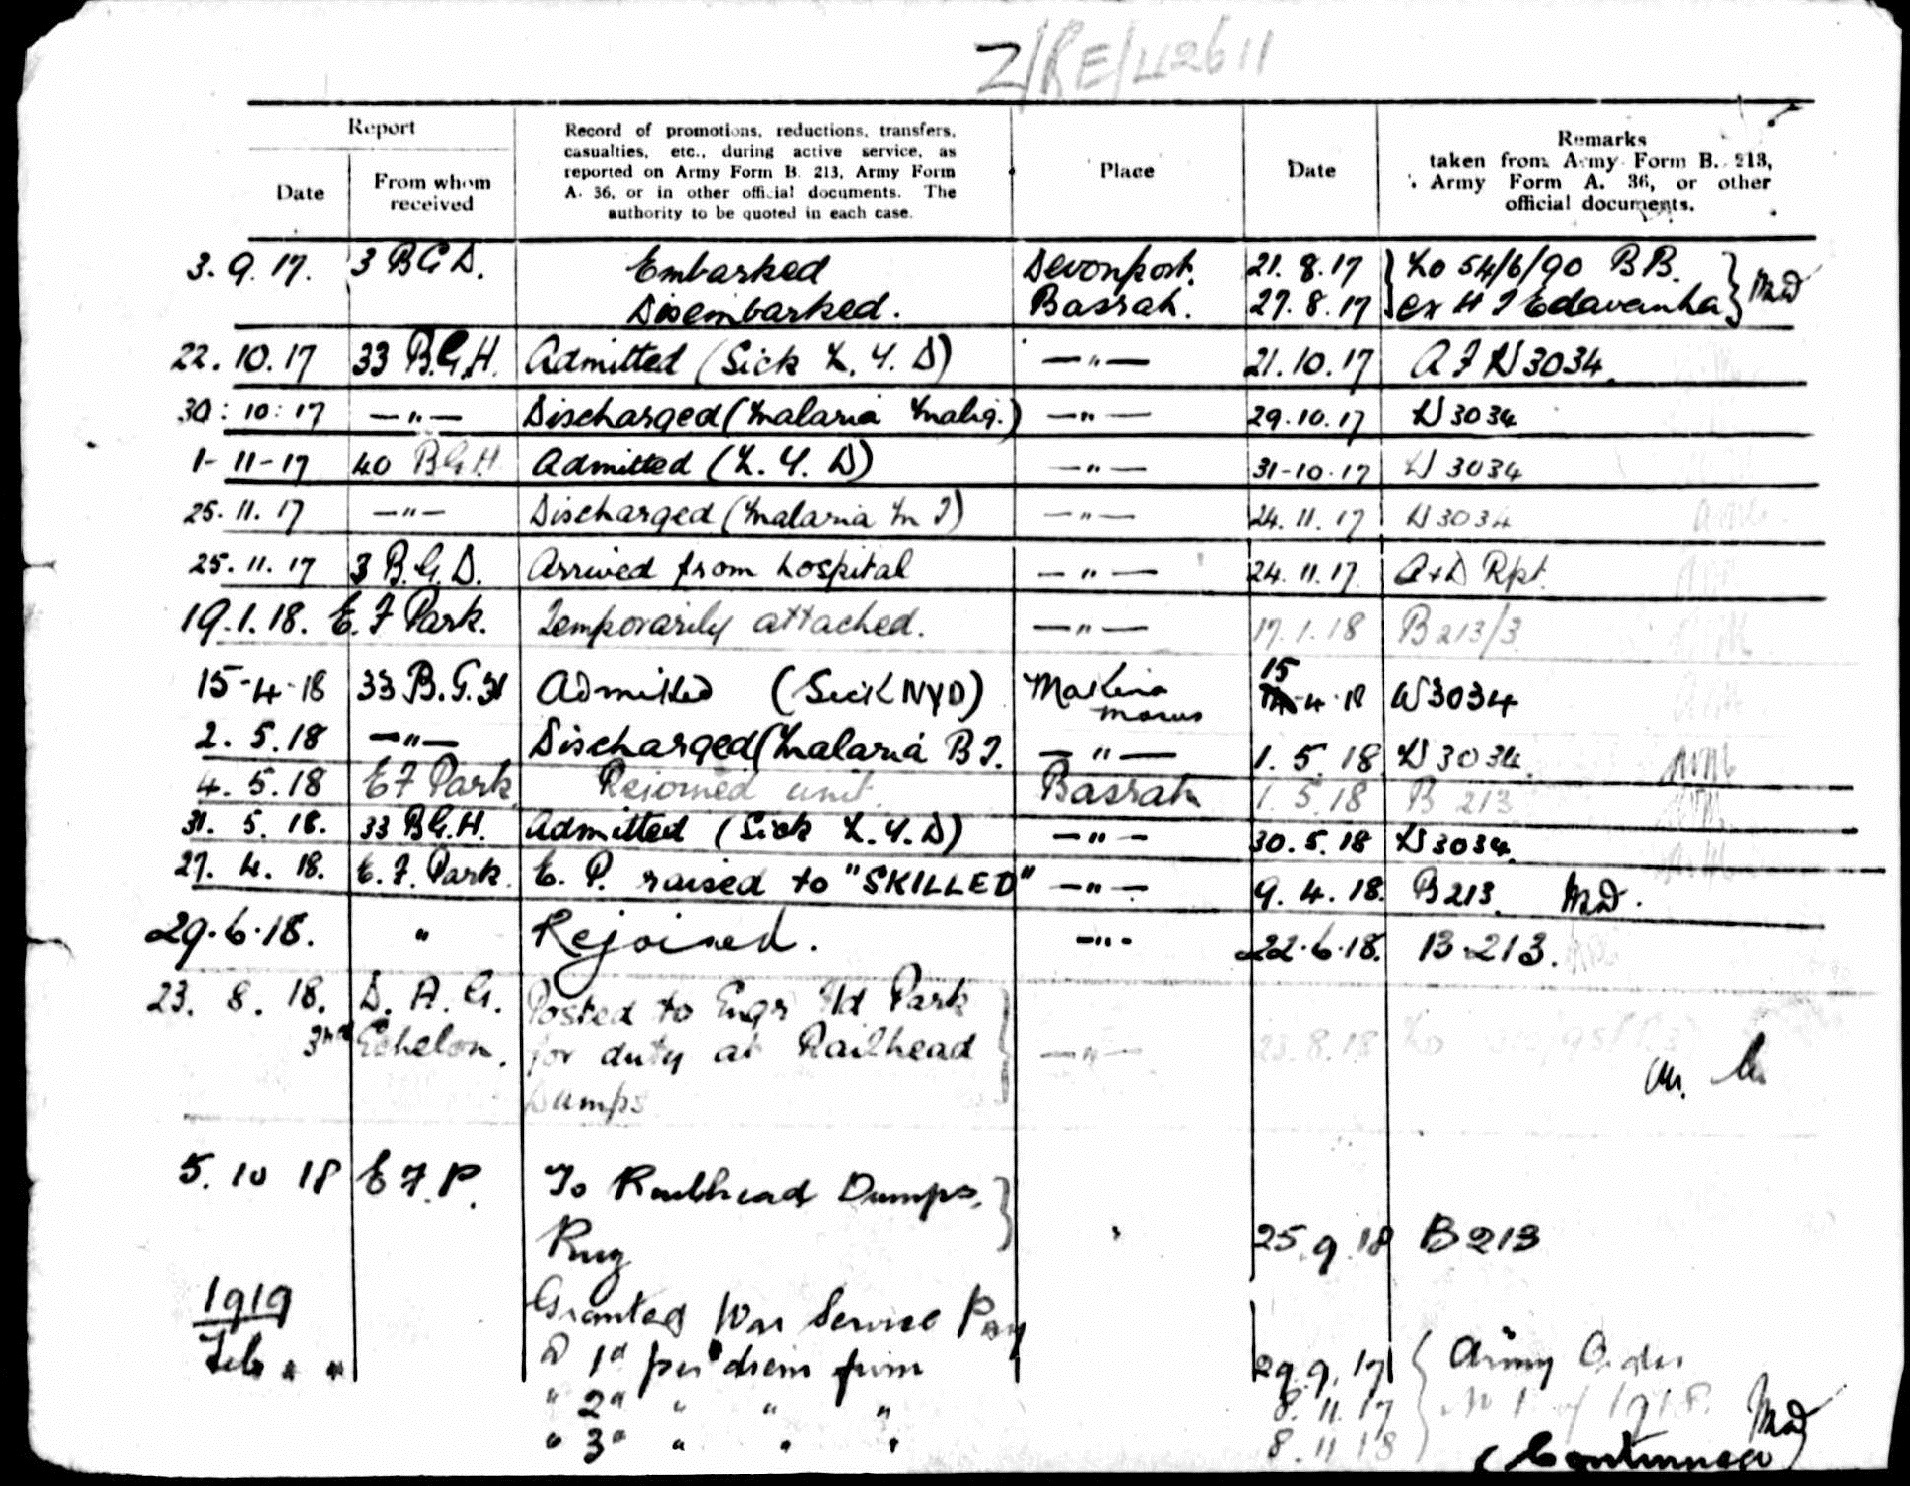 Z/RE/42611
Report
Date
From whom received
Record of promotions, reductions, transfers, casualties, etc., during active service, as reported on Army Form B. 213, Army Form A. 36, or in other official documents. The authority to be quoted in each case.
Place
Date
Remarks taken from Army Form B. 213, Army Form A. 36, or other official documents.
3.9.17. 3 BGD. Embarked Devonport. 21.8.17 54/6/90 BB.
Disembarked. Basrah. 27.8.17 ex H T Edavanha
22.10.17 33 B.G.H. Admitted (Sick N.Y.D) —"— 21.10.17 A F W3034.
30:10:17 —"— Discharged (Malaria Malig.) —"— 29.10.17 W3034
1-11-17 40 BGH Admitted (N.Y.D) —"— 31-10-17 W3034
25.11.17 —"— Discharged (Malaria M T) —"— 24.11.17 W3034
25.11.17 3 B.G.D. Arrived from hospital —"— 24.11.17 A+D Rpt.
19.1.18. E.F Park. Temporarily attached. —"— 17.1.18 B213/3
15-4-18 33 B.G.H Admitted (Sick NYD) Makina Masus 15 4.18 W3034
2.5.18 —"— Discharged (Malaria B T. —"— 1.5.18 W3034.
4.5.18 E F Park. Rejoined unit. Basrah 1.5.18 B 213
31.5.18. 33 BG.H. Admitted (Sick N.Y.D) —"— 30.5.18 W3034.
27.4.18. E.F. Park. E.P. raised to "SKILLED" —"— 9.4.18. B213.
29.6.18. " Rejoined. —"— 22.6.18. B.213.
23.8.18. D.A.G. Posted to Engr Fd Park
3rd Echelon. for duty at Railhead —"— 23.8.18
Dumps
5.10 18 E F.P. To Railhead Dumps,
25.9.18 B213
1919 Granted War Service Pay
Feb " " @ 1d per diem from 29.9.17 Army Order
" 2d " " " 8.11.17 No 1 of 1918.
" 3d " " " 8.11.18
(Continued)